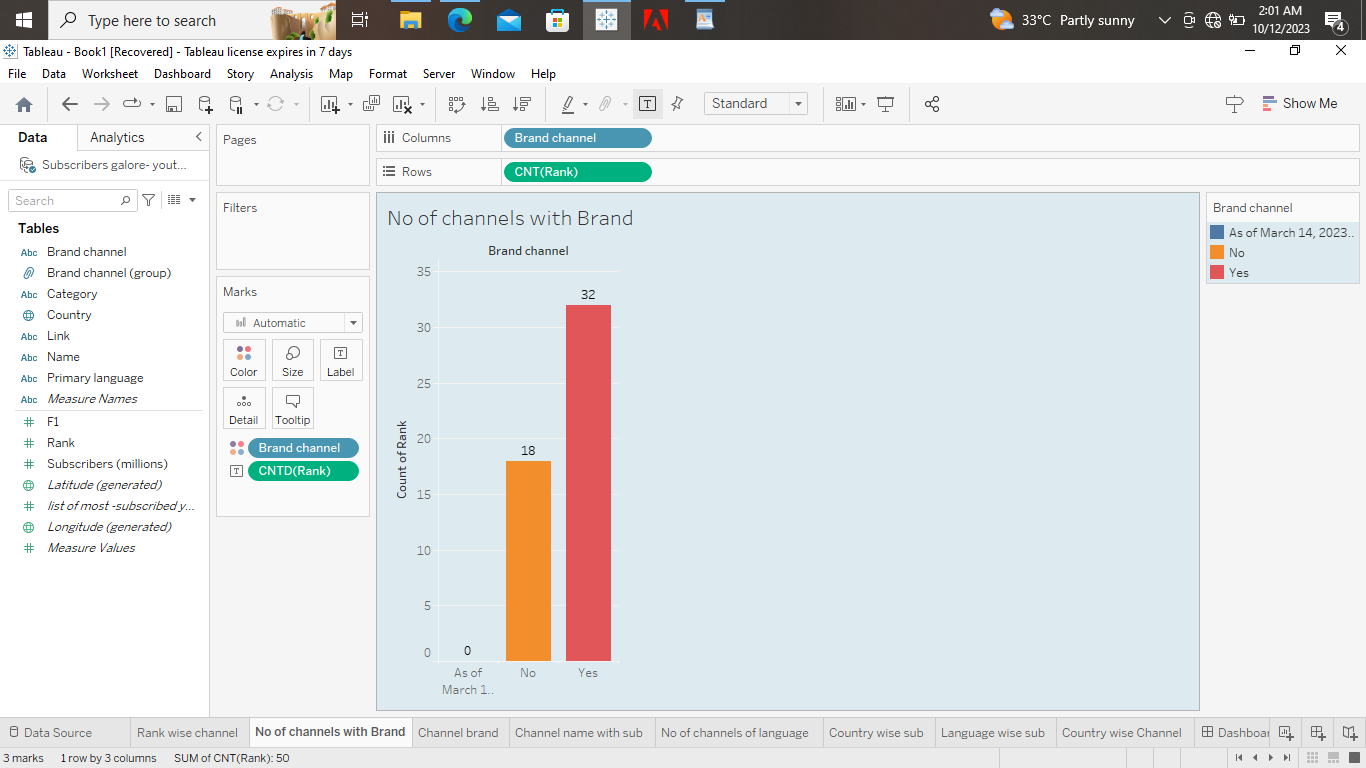 Type here to search
33°C Partly sunny
2:01 AM
10/12/2023
4
Tableau - Book1 [Recovered] - Tableau license expires in 7 days
File Data Worksheet Dashboard Story Analysis Map Format Server Window Help
Standard
Show Me
Data Analytics
Subscribers galore- yout...
Search
Tables
Abc Brand channel
Brand channel (group)
Abc Category
Country
Abc Link
Abc Name
Abc Primary language
Abc Measure Names
F1
Rank
Subscribers (millions)
Latitude (generated)
list of most -subscribed y...
Longitude (generated)
Measure Values
Pages
Filters
Marks
Automatic
Color Size Label
Detail Tooltip
Brand channel
CNTD(Rank)
Columns Brand channel
Rows CNT(Rank)
No of channels with Brand
Brand channel
35
30
25
20
15
10
5
0
Count of Rank
0
18
32
As of
March 1..
No
Yes
Brand channel
As of March 14, 2023..
No
Yes
Data Source Rank wise channel No of channels with Brand Channel brand Channel name with sub No of channels of language Country wise sub Language wise sub Country wise Channel Dashboar
3 marks 1 row by 3 columns SUM of CNT(Rank): 50